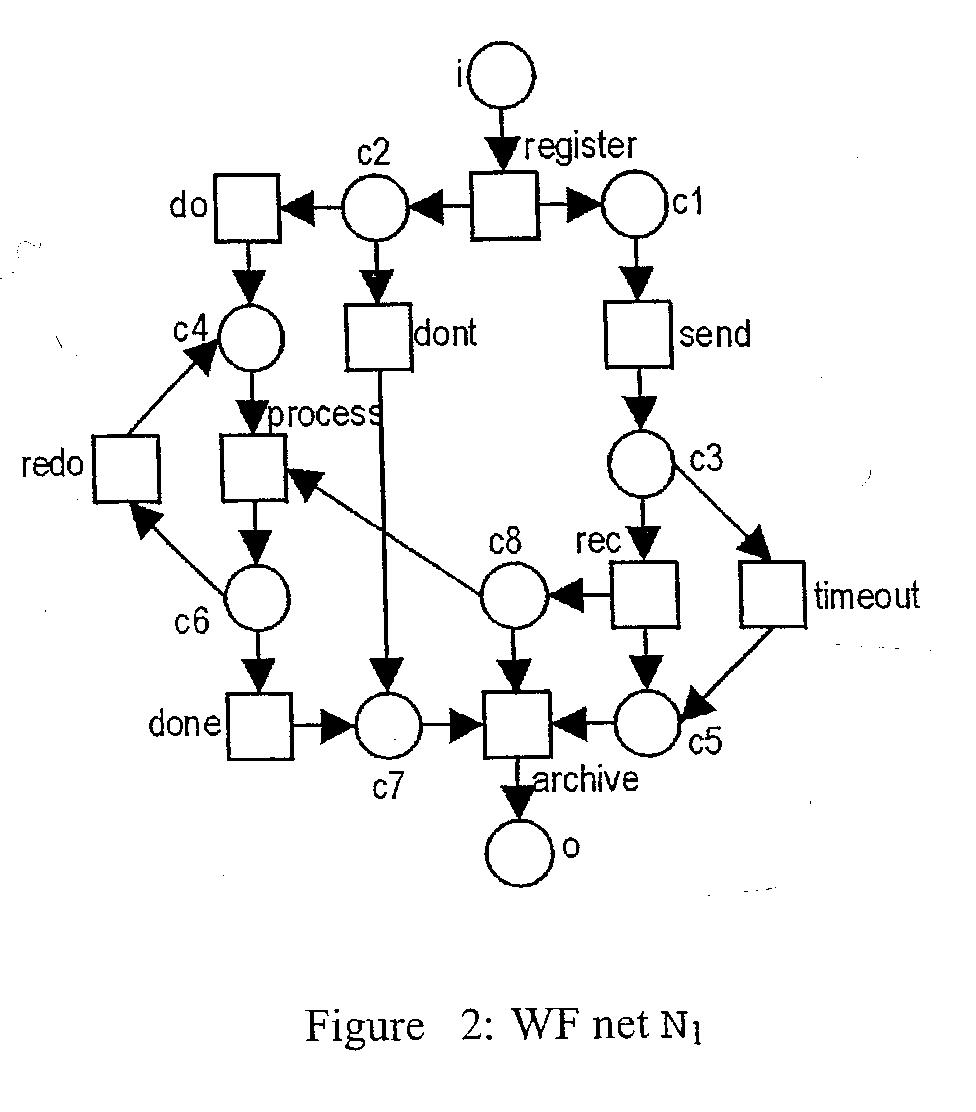 i
register
c2
do
c1
c4
dont
send
process
redo
c3
c8
rec
timeout
c6
done
c5
c7
archive
o
Figure 2: WF net N1